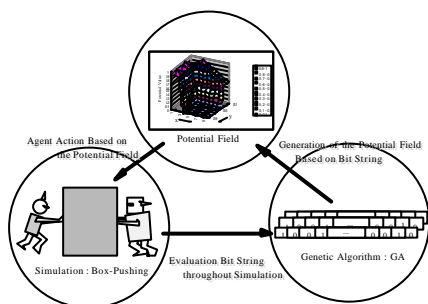 Potential Value
x
y
Potential Field
Agent Action Based on
the Potential Field
Generation of the Potential Field
Based on Bit String
Simulation : Box-Pushing
Evaluation Bit String
throughout Simulation
Genetic Algorithm : GA